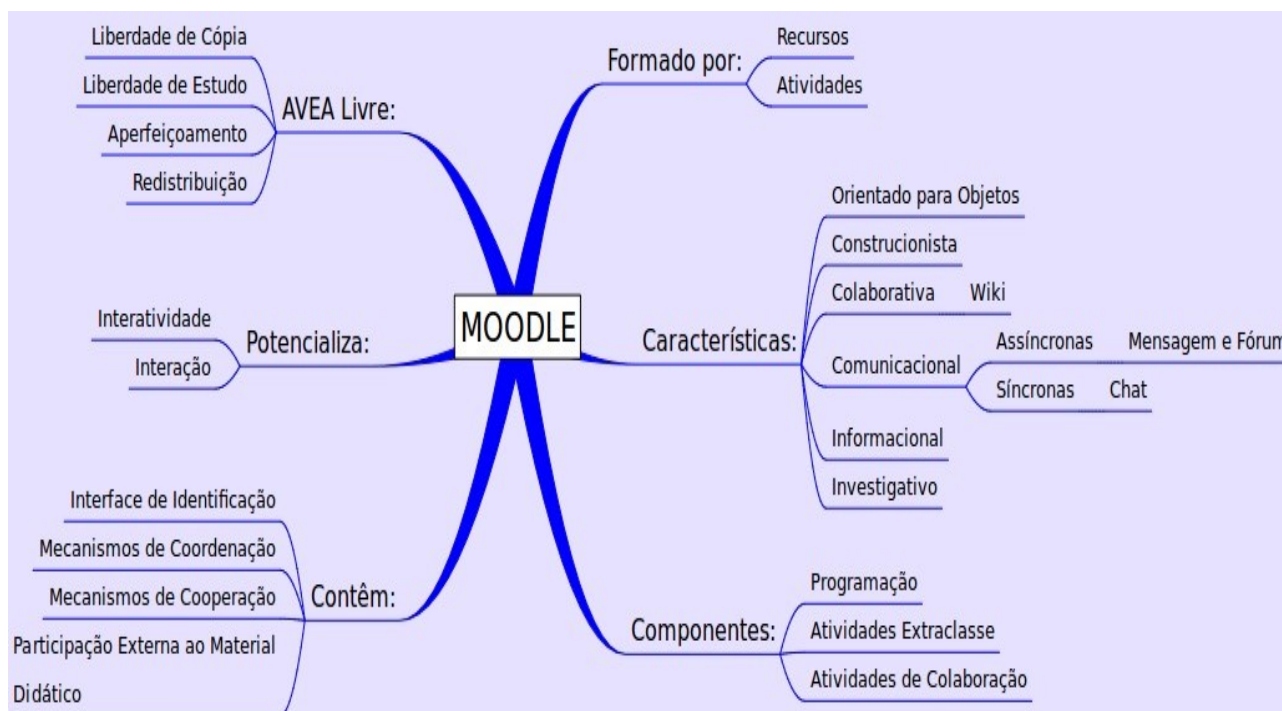 MOODLE
AVEA Livre:
Liberdade de Cópia
Liberdade de Estudo
Aperfeiçoamento
Redistribuição
Potencializa:
Interatividade
Interação
Contêm:
Interface de Identificação
Mecanismos de Coordenação
Mecanismos de Cooperação
Participação Externa ao Material
Didático
Formado por:
Recursos
Atividades
Características:
Orientado para Objetos
Construcionista
Colaborativa Wiki
Comunicacional
Assíncronas Mensagem e Fórum
Síncronas Chat
Informacional
Investigativo
Componentes:
Programação
Atividades Extraclasse
Atividades de Colaboração